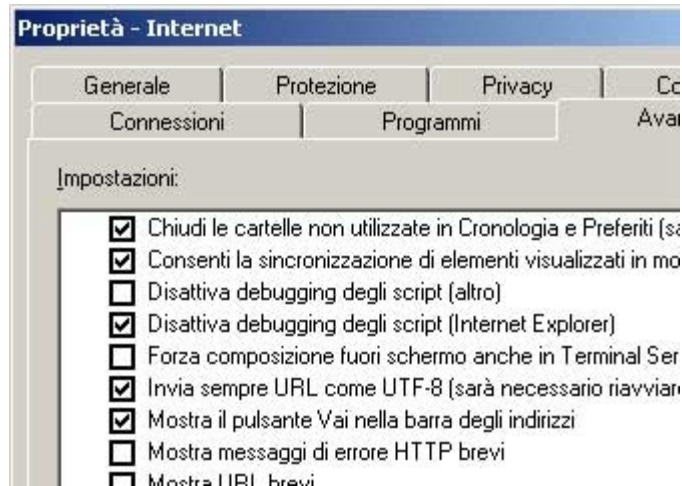 Proprietà - Internet
Generale Protezione Privacy
Connessioni Programmi
Impostazioni:
Chiudi le cartelle non utilizzate in Cronologia e Preferiti
Consenti la sincronizzazione di elementi visualizzati in
Disattiva debugging degli script (altro)
Disattiva debugging degli script (Internet Explorer)
Forza composizione fuori schermo anche in Terminal
Invia sempre URL come UTF-8 (sarà necessario
Mostra il pulsante Vai nella barra degli indirizzi
Mostra messaggi di errore HTTP brevi
Mostra URL brevi